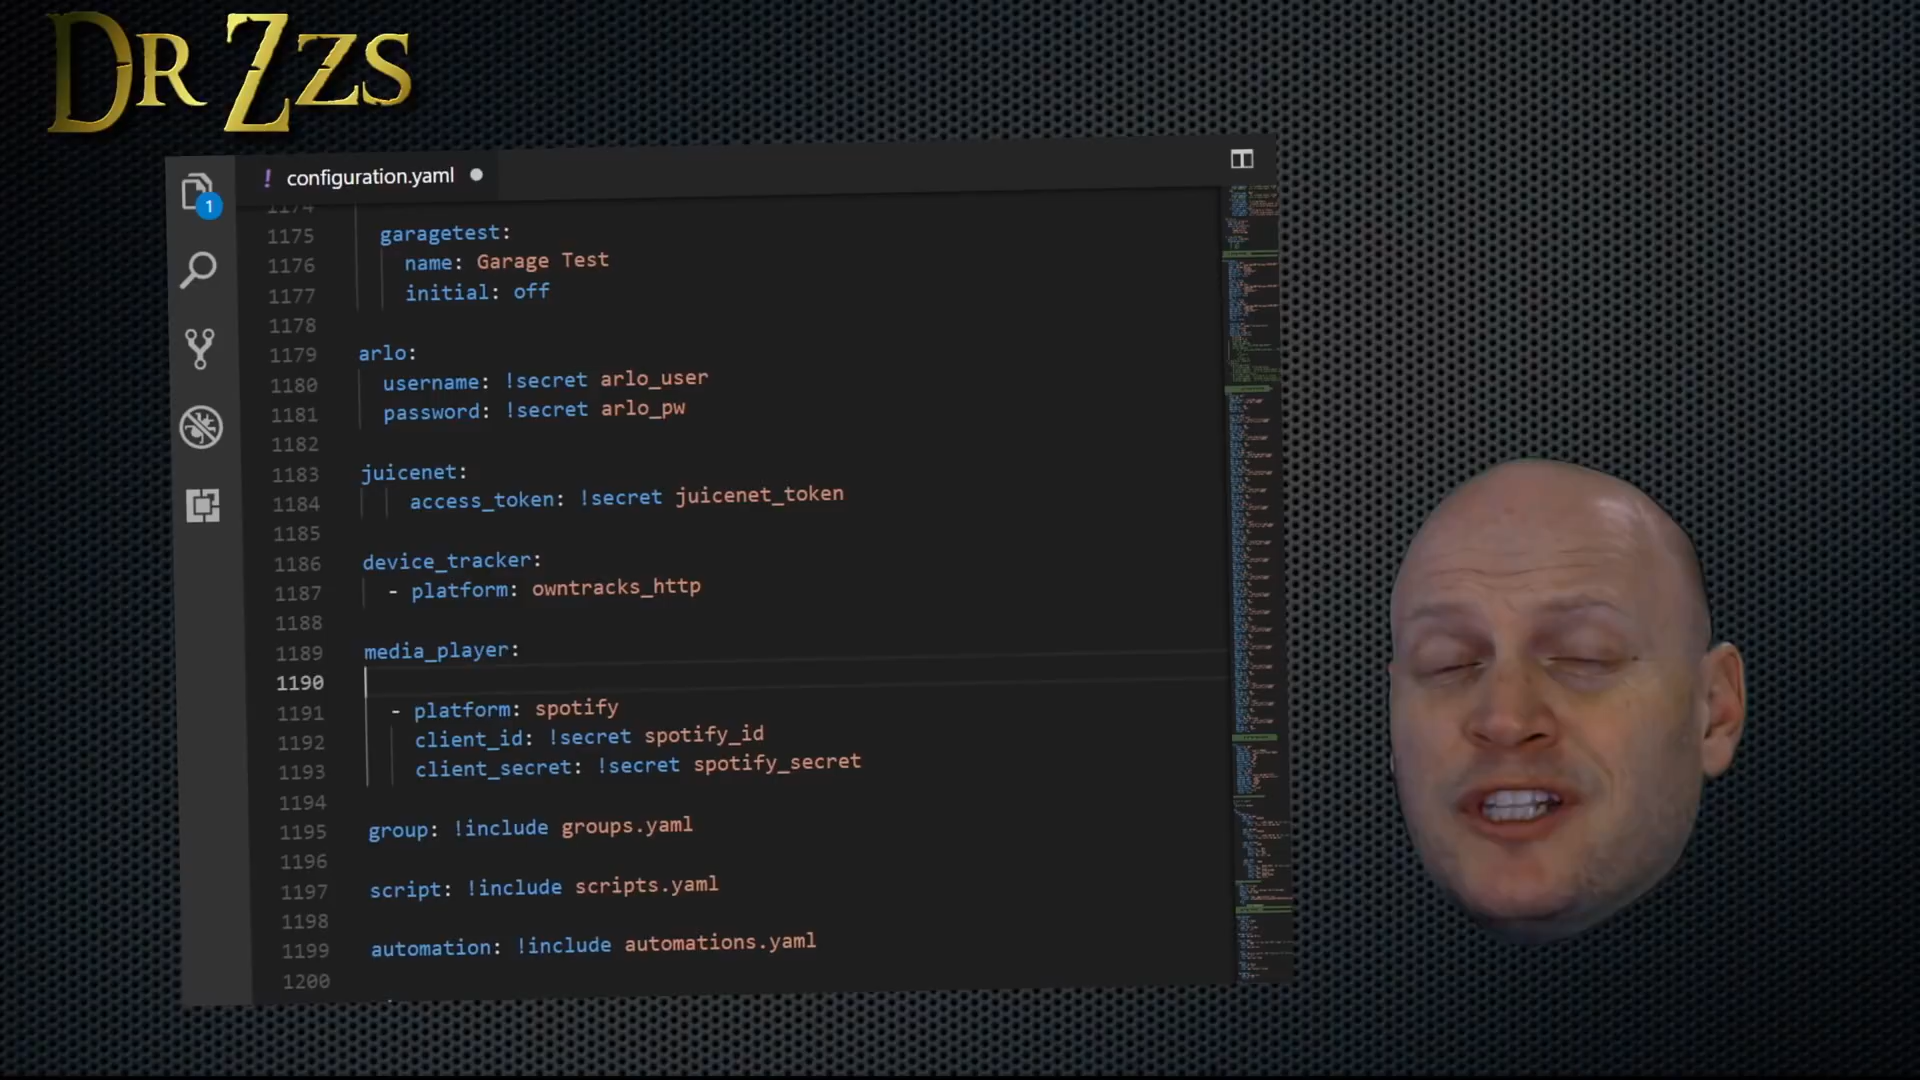 DR ZZS
! configuration.yaml
1
1174
1175 garagetest:
1176 name: Garage Test
1177 initial: off
1178
1179 arlo:
1180 username: !secret arlo_user
1181 password: !secret arlo_pw
1182
1183 juicenet:
1184 access_token: !secret juicenet_token
1185
1186 device_tracker:
1187 - platform: owntracks_http
1188
1189 media_player:
1190
1191 - platform: spotify
1192 client_id: !secret spotify_id
1193 client_secret: !secret spotify_secret
1194
1195 group: !include groups.yaml
1196
1197 script: !include scripts.yaml
1198
1199 automation: !include automations.yaml
1200